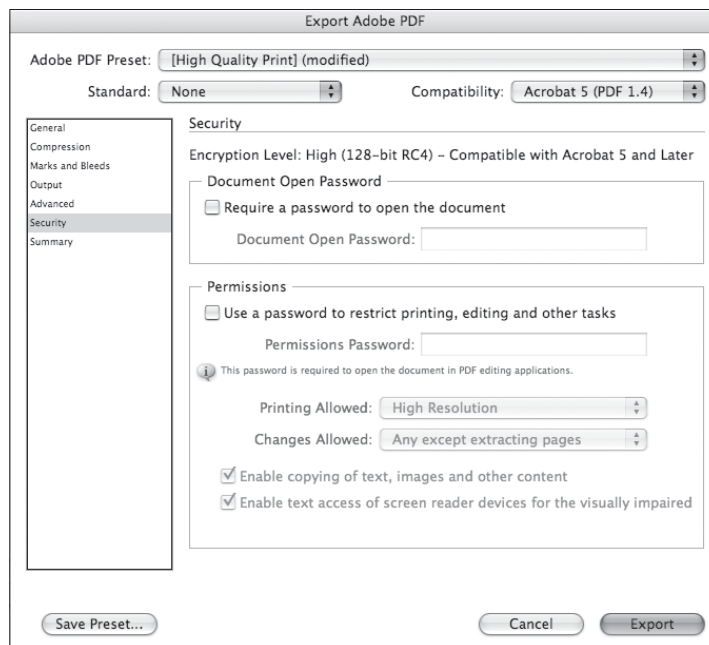 Export Adobe PDF
Adobe PDF Preset: [High Quality Print] (modified)
Standard: None Compatibility: Acrobat 5 (PDF 1.4)
General
Compression
Marks and Bleeds
Output
Advanced
Security
Summary
Security
Encryption Level: High (128-bit RC4) – Compatible with Acrobat 5 and Later
Document Open Password
Require a password to open the document
Document Open Password:
Permissions
Use a password to restrict printing, editing and other tasks
Permissions Password:
This password is required to open the document in PDF editing applications.
Printing Allowed: High Resolution
Changes Allowed: Any except extracting pages
Enable copying of text, images and other content
Enable text access of screen reader devices for the visually impaired
Save Preset... Cancel Export